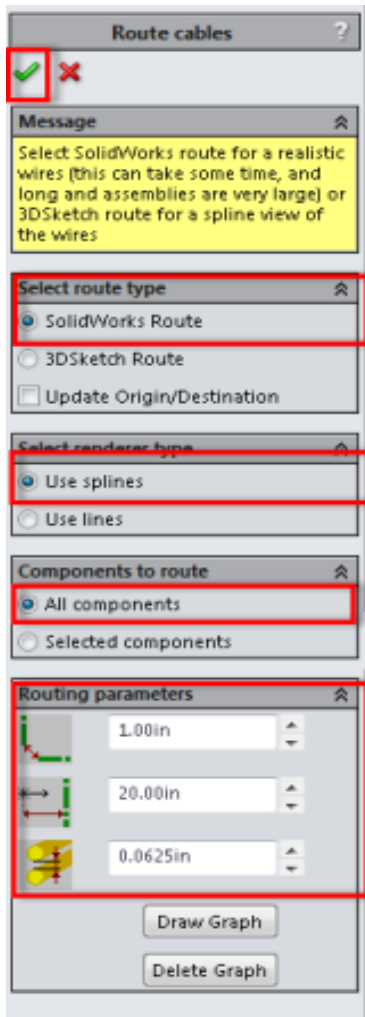 Route cables ?
Message
Select SolidWorks route for a realistic
wires (this can take some time, and
long and assemblies are very large) or
3DSketch route for a spline view of
the wires
Select route type
SolidWorks Route
3DSketch Route
Update Origin/Destination
Select renderer type
Use splines
Use lines
Components to route
All components
Selected components
Routing parameters
1.00in
20.00in
0.0625in
Draw Graph
Delete Graph